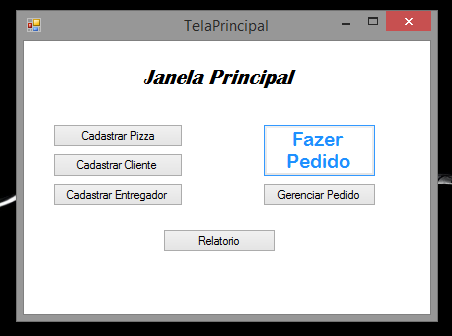 TelaPrincipal
Janela Principal
Cadastrar Pizza
Cadastrar Cliente
Cadastrar Entregador
Fazer
Pedido
Gerenciar Pedido
Relatorio